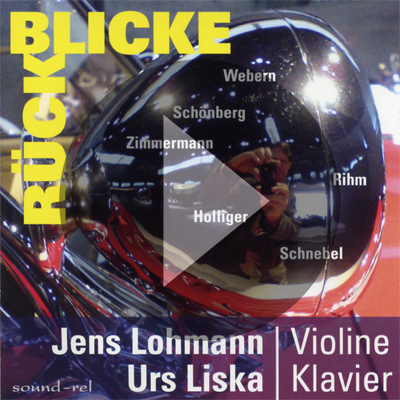 RÜCK
BLICKE
Webern
Schönberg
Zimmermann
Rihm
Holliger
Schnebel
Jens Lohmann | Violine
Urs Liska | Klavier
sound-rel